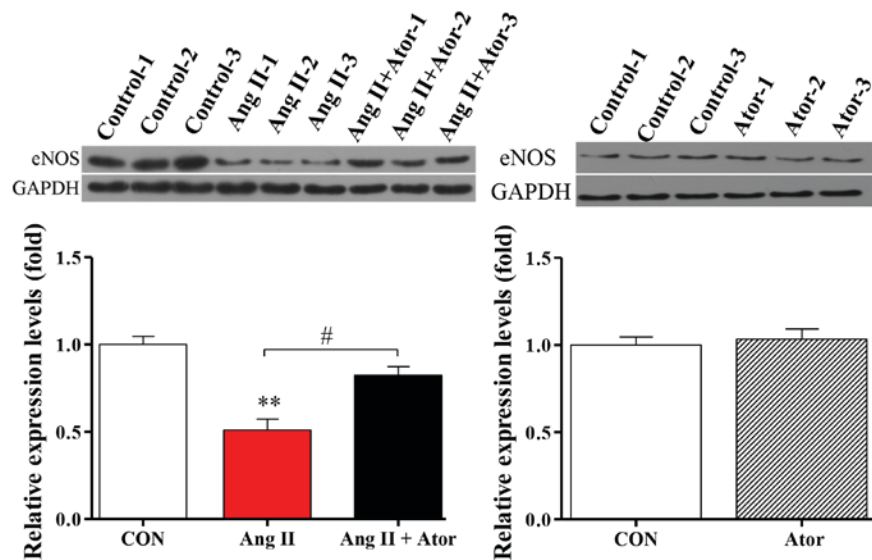 Control-1
Control-2
Control-3
Ang II-1
Ang II-2
Ang II-3
Ang II+Ator-1
Ang II+Ator-2
Ang II+Ator-3
eNOS
GAPDH
Relative expression levels (fold)
1.5
1.0
0.5
0.0
**
#
CON
Ang II
Ang II + Ator
Control-1
Control-2
Control-3
Ator-1
Ator-2
Ator-3
eNOS
GAPDH
Relative expression levels (fold)
1.5
1.0
0.5
0.0
CON
Ator